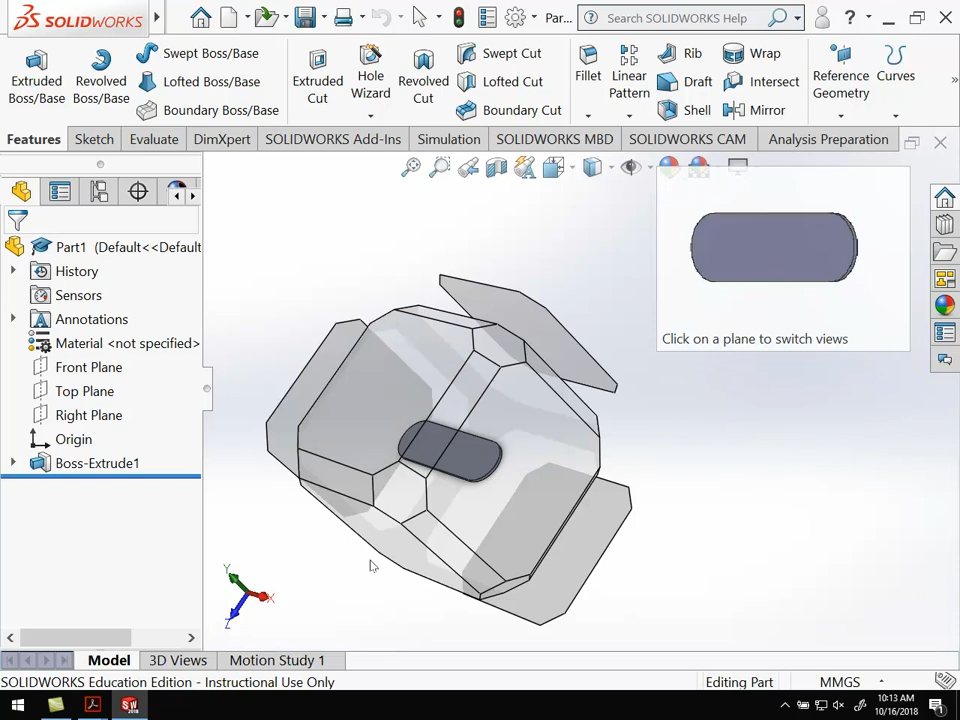 SOLIDWORKS
Par...
Search SOLIDWORKS Help
Extruded Boss/Base
Revolved Boss/Base
Swept Boss/Base
Lofted Boss/Base
Boundary Boss/Base
Extruded Cut
Hole Wizard
Revolved Cut
Swept Cut
Lofted Cut
Boundary Cut
Fillet
Linear Pattern
Rib
Draft
Shell
Wrap
Intersect
Mirror
Reference Geometry
Curves
Features
Sketch
Evaluate
DimXpert
SOLIDWORKS Add-Ins
Simulation
SOLIDWORKS MBD
SOLIDWORKS CAM
Analysis Preparation
Part1 (Default<<Default
History
Sensors
Annotations
Material <not specified>
Front Plane
Top Plane
Right Plane
Origin
Boss-Extrude1
Click on a plane to switch views
Y
X
Z
Model
3D Views
Motion Study 1
SOLIDWORKS Education Edition - Instructional Use Only
Editing Part
MMGS
10:13 AM
10/16/2018